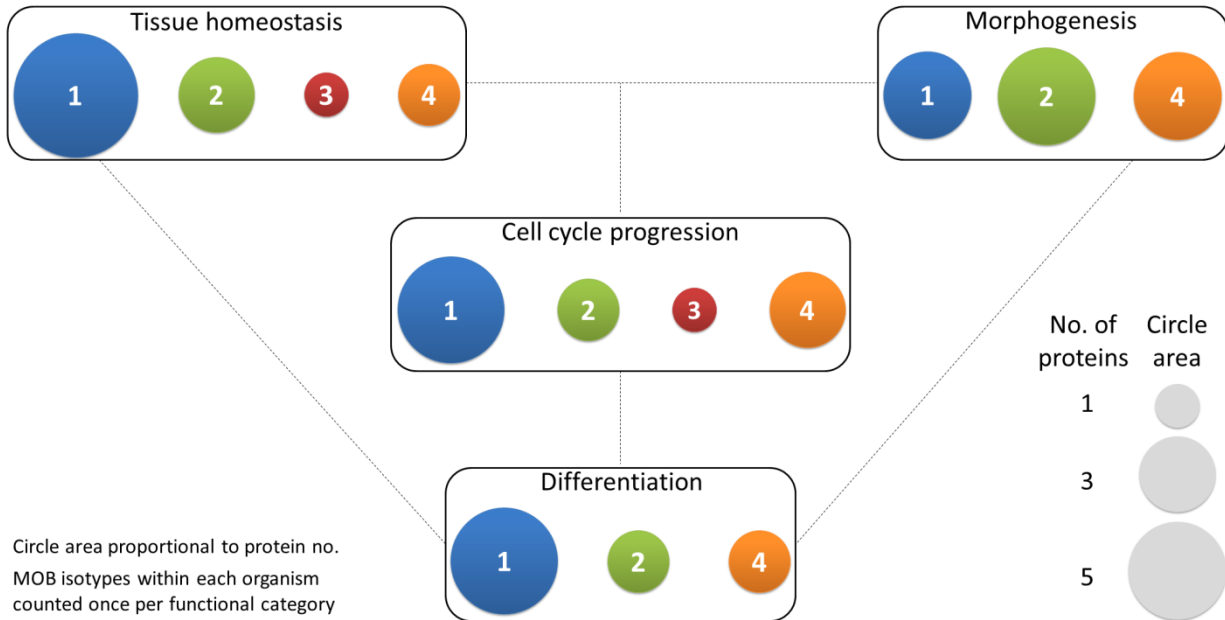 Tissue homeostasis
1 2 3 4
Morphogenesis
1 2 4
Cell cycle progression
1 2 3 4
Differentiation
1 2 4
No. of proteins
Circle area
1
3
5
Circle area proportional to protein no.
MOB isotypes within each organism
counted once per functional category